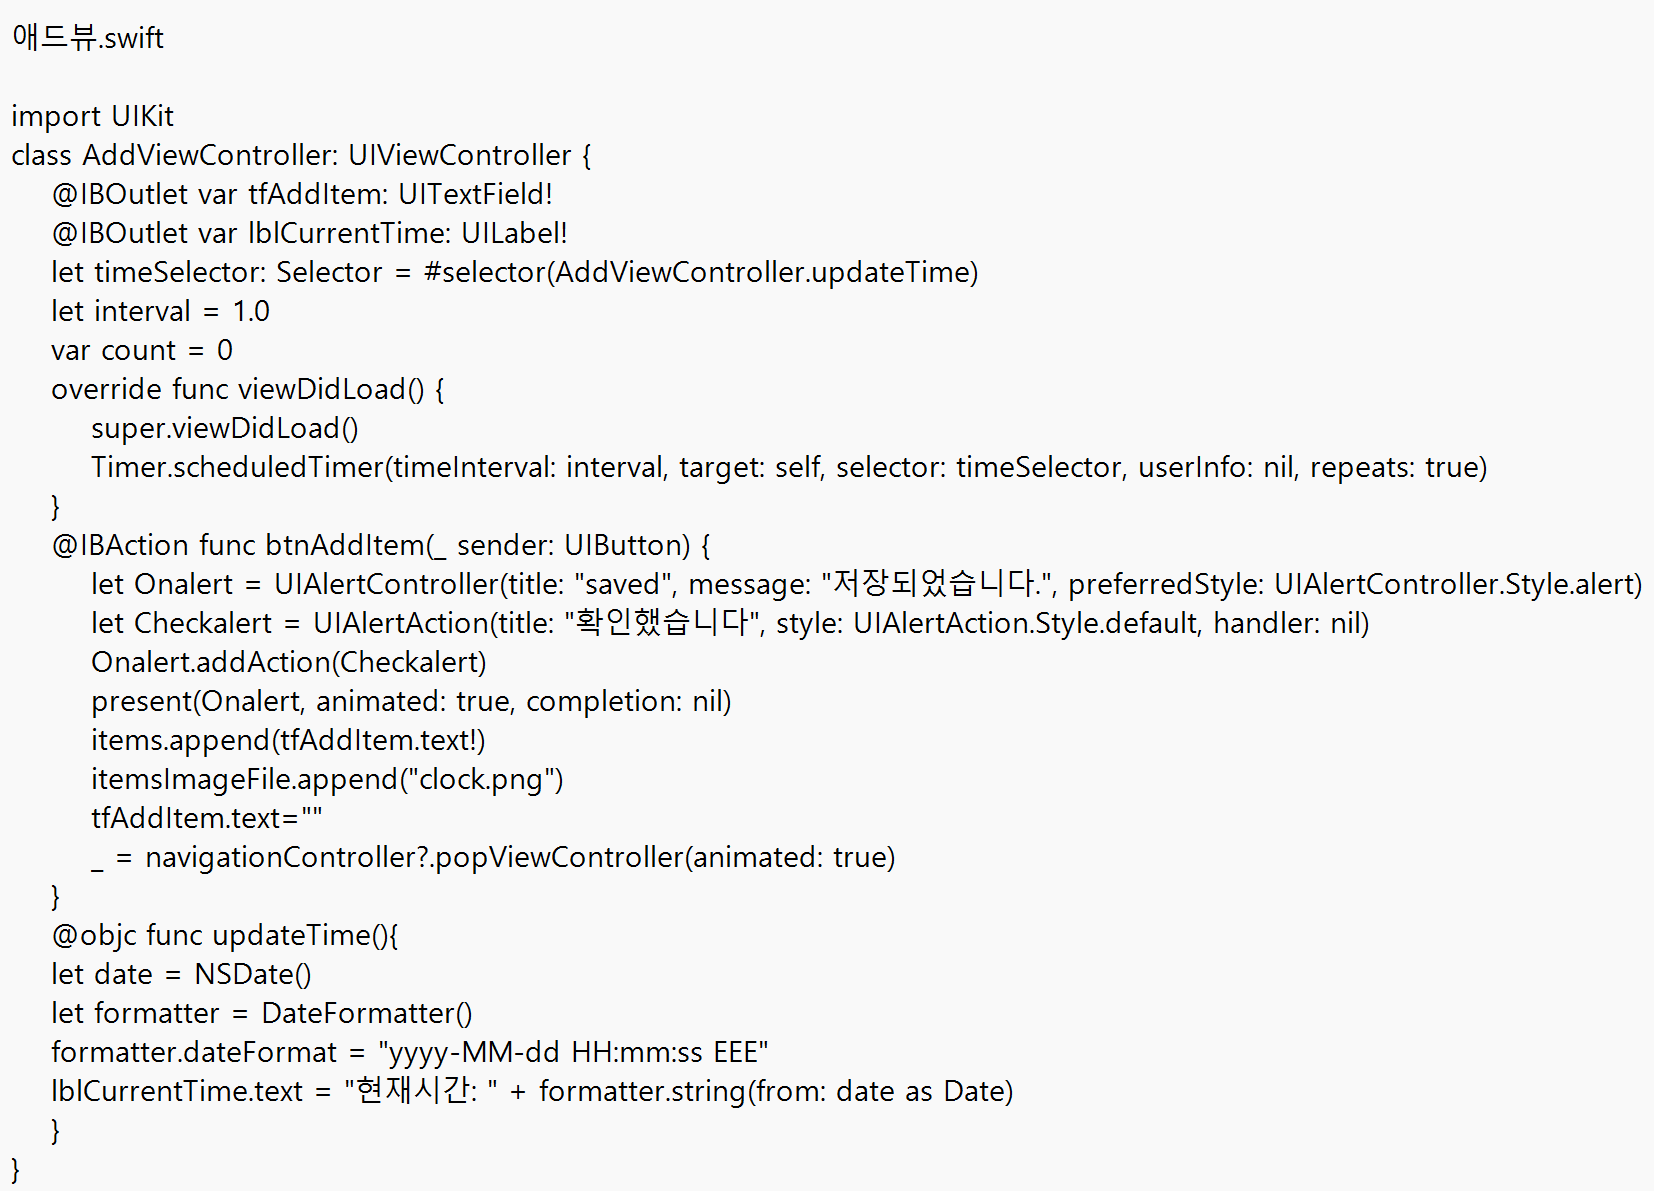 애드뷰.swift
import UIKit
class AddViewController: UIViewController {
@IBOutlet var tfAddItem: UITextField!
@IBOutlet var lblCurrentTime: UILabel!
let timeSelector: Selector = #selector(AddViewController.updateTime)
let interval = 1.0
var count = 0
override func viewDidLoad() {
super.viewDidLoad()
Timer.scheduledTimer(timeInterval: interval, target: self, selector: timeSelector, userInfo: nil, repeats: true)
}
@IBAction func btnAddItem(_ sender: UIButton) {
let Onalert = UIAlertController(title: "saved", message: "저장되었습니다.", preferredStyle: UIAlertController.Style.alert)
let Checkalert = UIAlertAction(title: "확인했습니다", style: UIAlertAction.Style.default, handler: nil)
Onalert.addAction(Checkalert)
present(Onalert, animated: true, completion: nil)
items.append(tfAddItem.text!)
itemsImageFile.append("clock.png")
tfAddItem.text=""
_ = navigationController?.popViewController(animated: true)
}
@objc func updateTime(){
let date = NSDate()
let formatter = DateFormatter()
formatter.dateFormat = "yyyy-MM-dd HH:mm:ss EEE"
lblCurrentTime.text = "현재시간: " + formatter.string(from: date as Date)
}
}